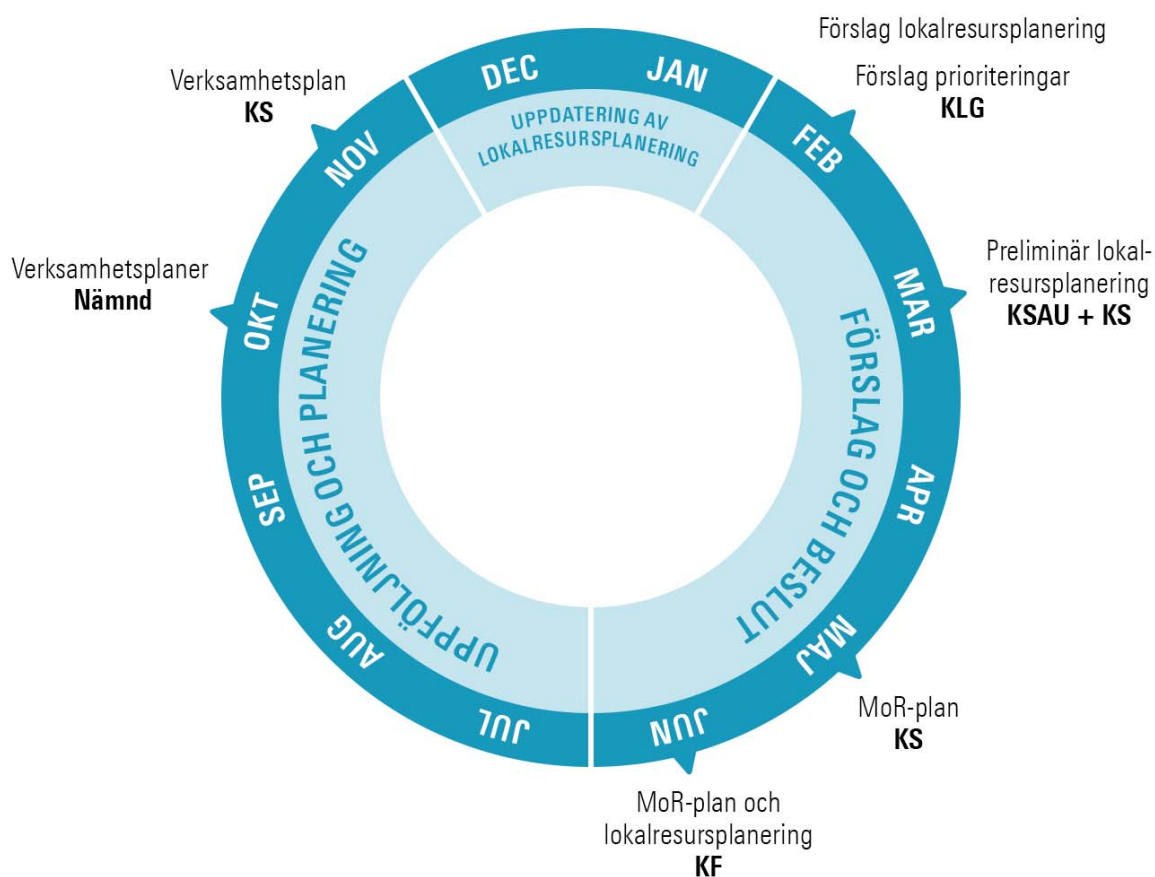 Förslag lokalresursplanering
Förslag prioriteringar
KLG
Verksamhetsplan
KS
Verksamhetsplaner
Nämnd
Preliminär lokal-
resursplanering
KSAU + KS
MoR-plan
KS
MoR-plan och
lokalresursplanering
KF
JAN
FEB
MAR
APR
MAJ
JUN
JUL
AUG
SEP
OKT
NOV
DEC
UPPDATERING AV
LOKALRESURSPLANERING
FÖRSLAG OCH BESLUT
UPPFÖLJNING OCH PLANERING